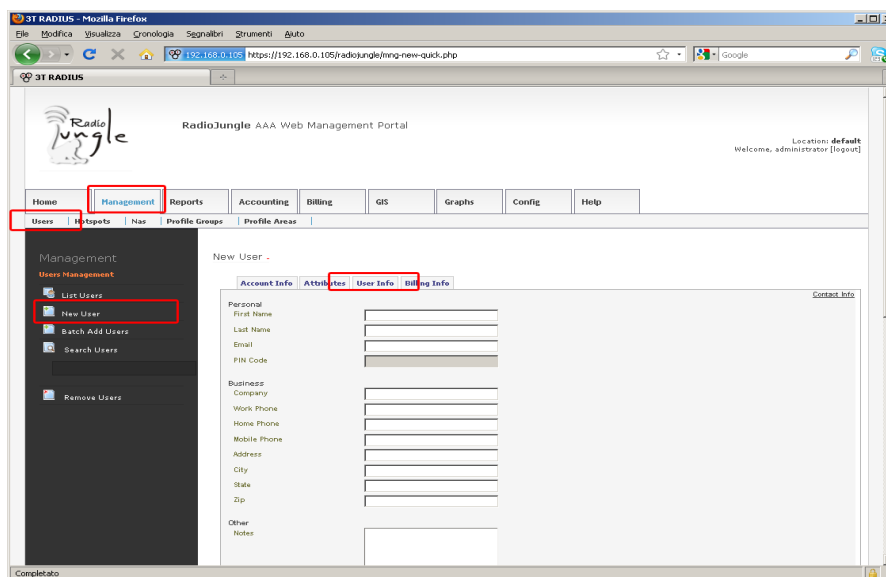 3T RADIUS - Mozilla Firefox
File Modifica Visualizza Cronologia Segnalibri Strumenti Aiuto
192.168.0.105 https://192.168.0.105/radiojungle/mng-new-quick.php
Google
3T RADIUS
Radio Jungle
RadioJungle AAA Web Management Portal
Location: default
Welcome, administrator [logout]
Home Management Reports Accounting Billing GIS Graphs Config Help
Users Hotspots Nas Profile Groups Profile Areas
Management
Users Management
List Users
New User
Batch Add Users
Search Users
Remove Users
New User -
Account Info Attributes User Info Billing Info
Contact Info
Personal
First Name
Last Name
Email
PIN Code
Business
Company
Work Phone
Home Phone
Mobile Phone
Address
City
State
Zip
Other
Notes
Completato